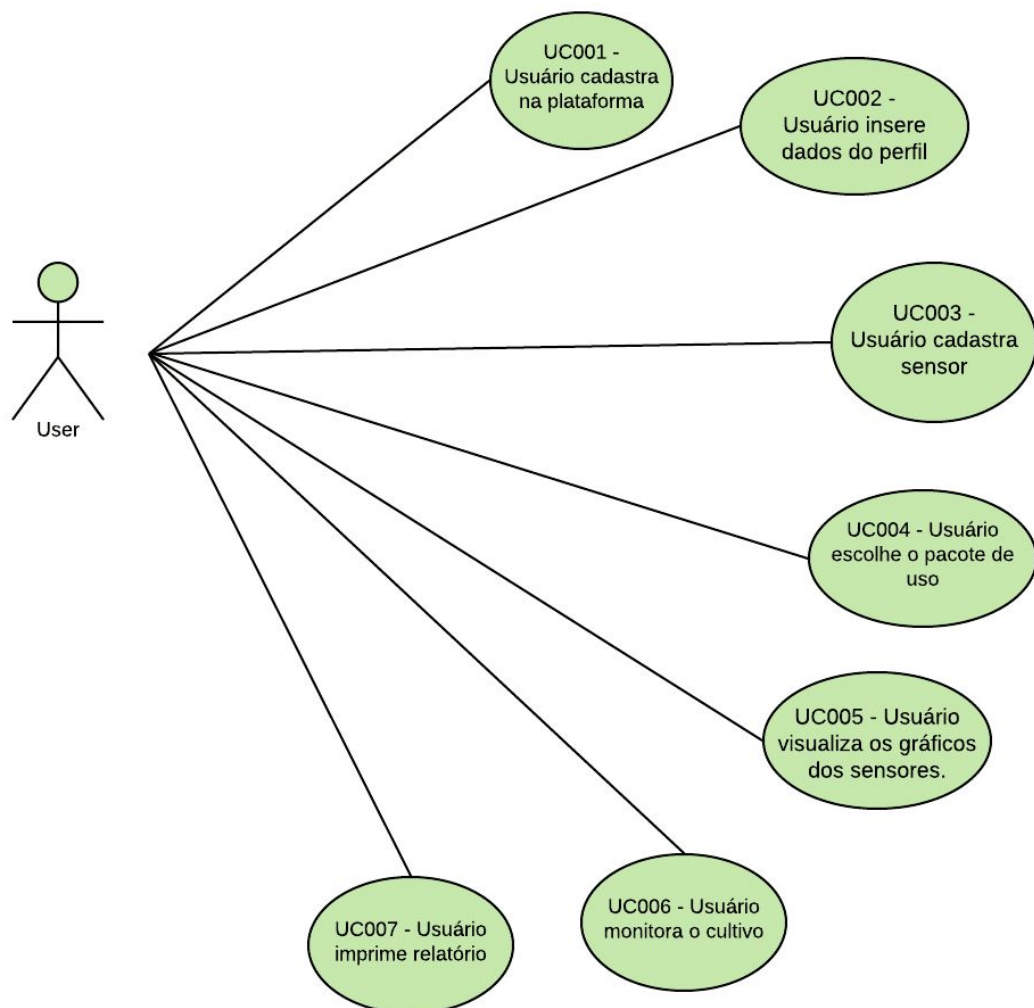 UC001 -
Usuário cadastra
na plataforma
UC002 -
Usuário insere
dados do perfil
UC003 -
Usuário cadastra
sensor
User
UC004 - Usuário
escolhe o pacote de
uso
UC005 - Usuário
visualiza os gráficos
dos sensores.
UC006 - Usuário
monitora o cultivo
UC007 - Usuário
imprime relatório